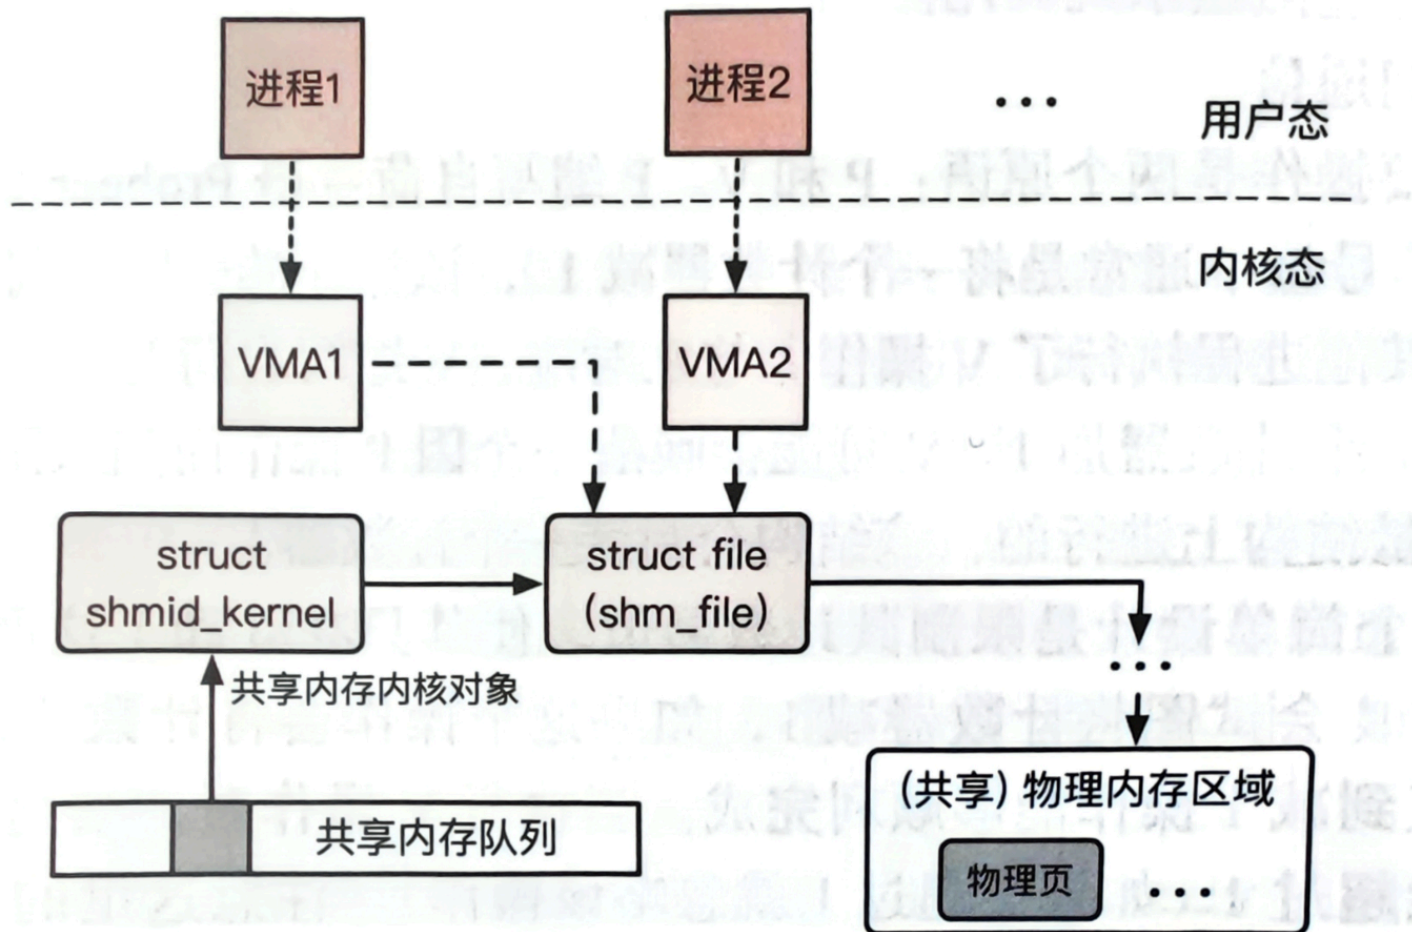 进程1
进程2
...
用户态
内核态
VMA1
VMA2
struct
shmid_kernel
struct file
(shm_file)
...
共享内存内核对象
共享内存队列
(共享) 物理内存区域
物理页
...